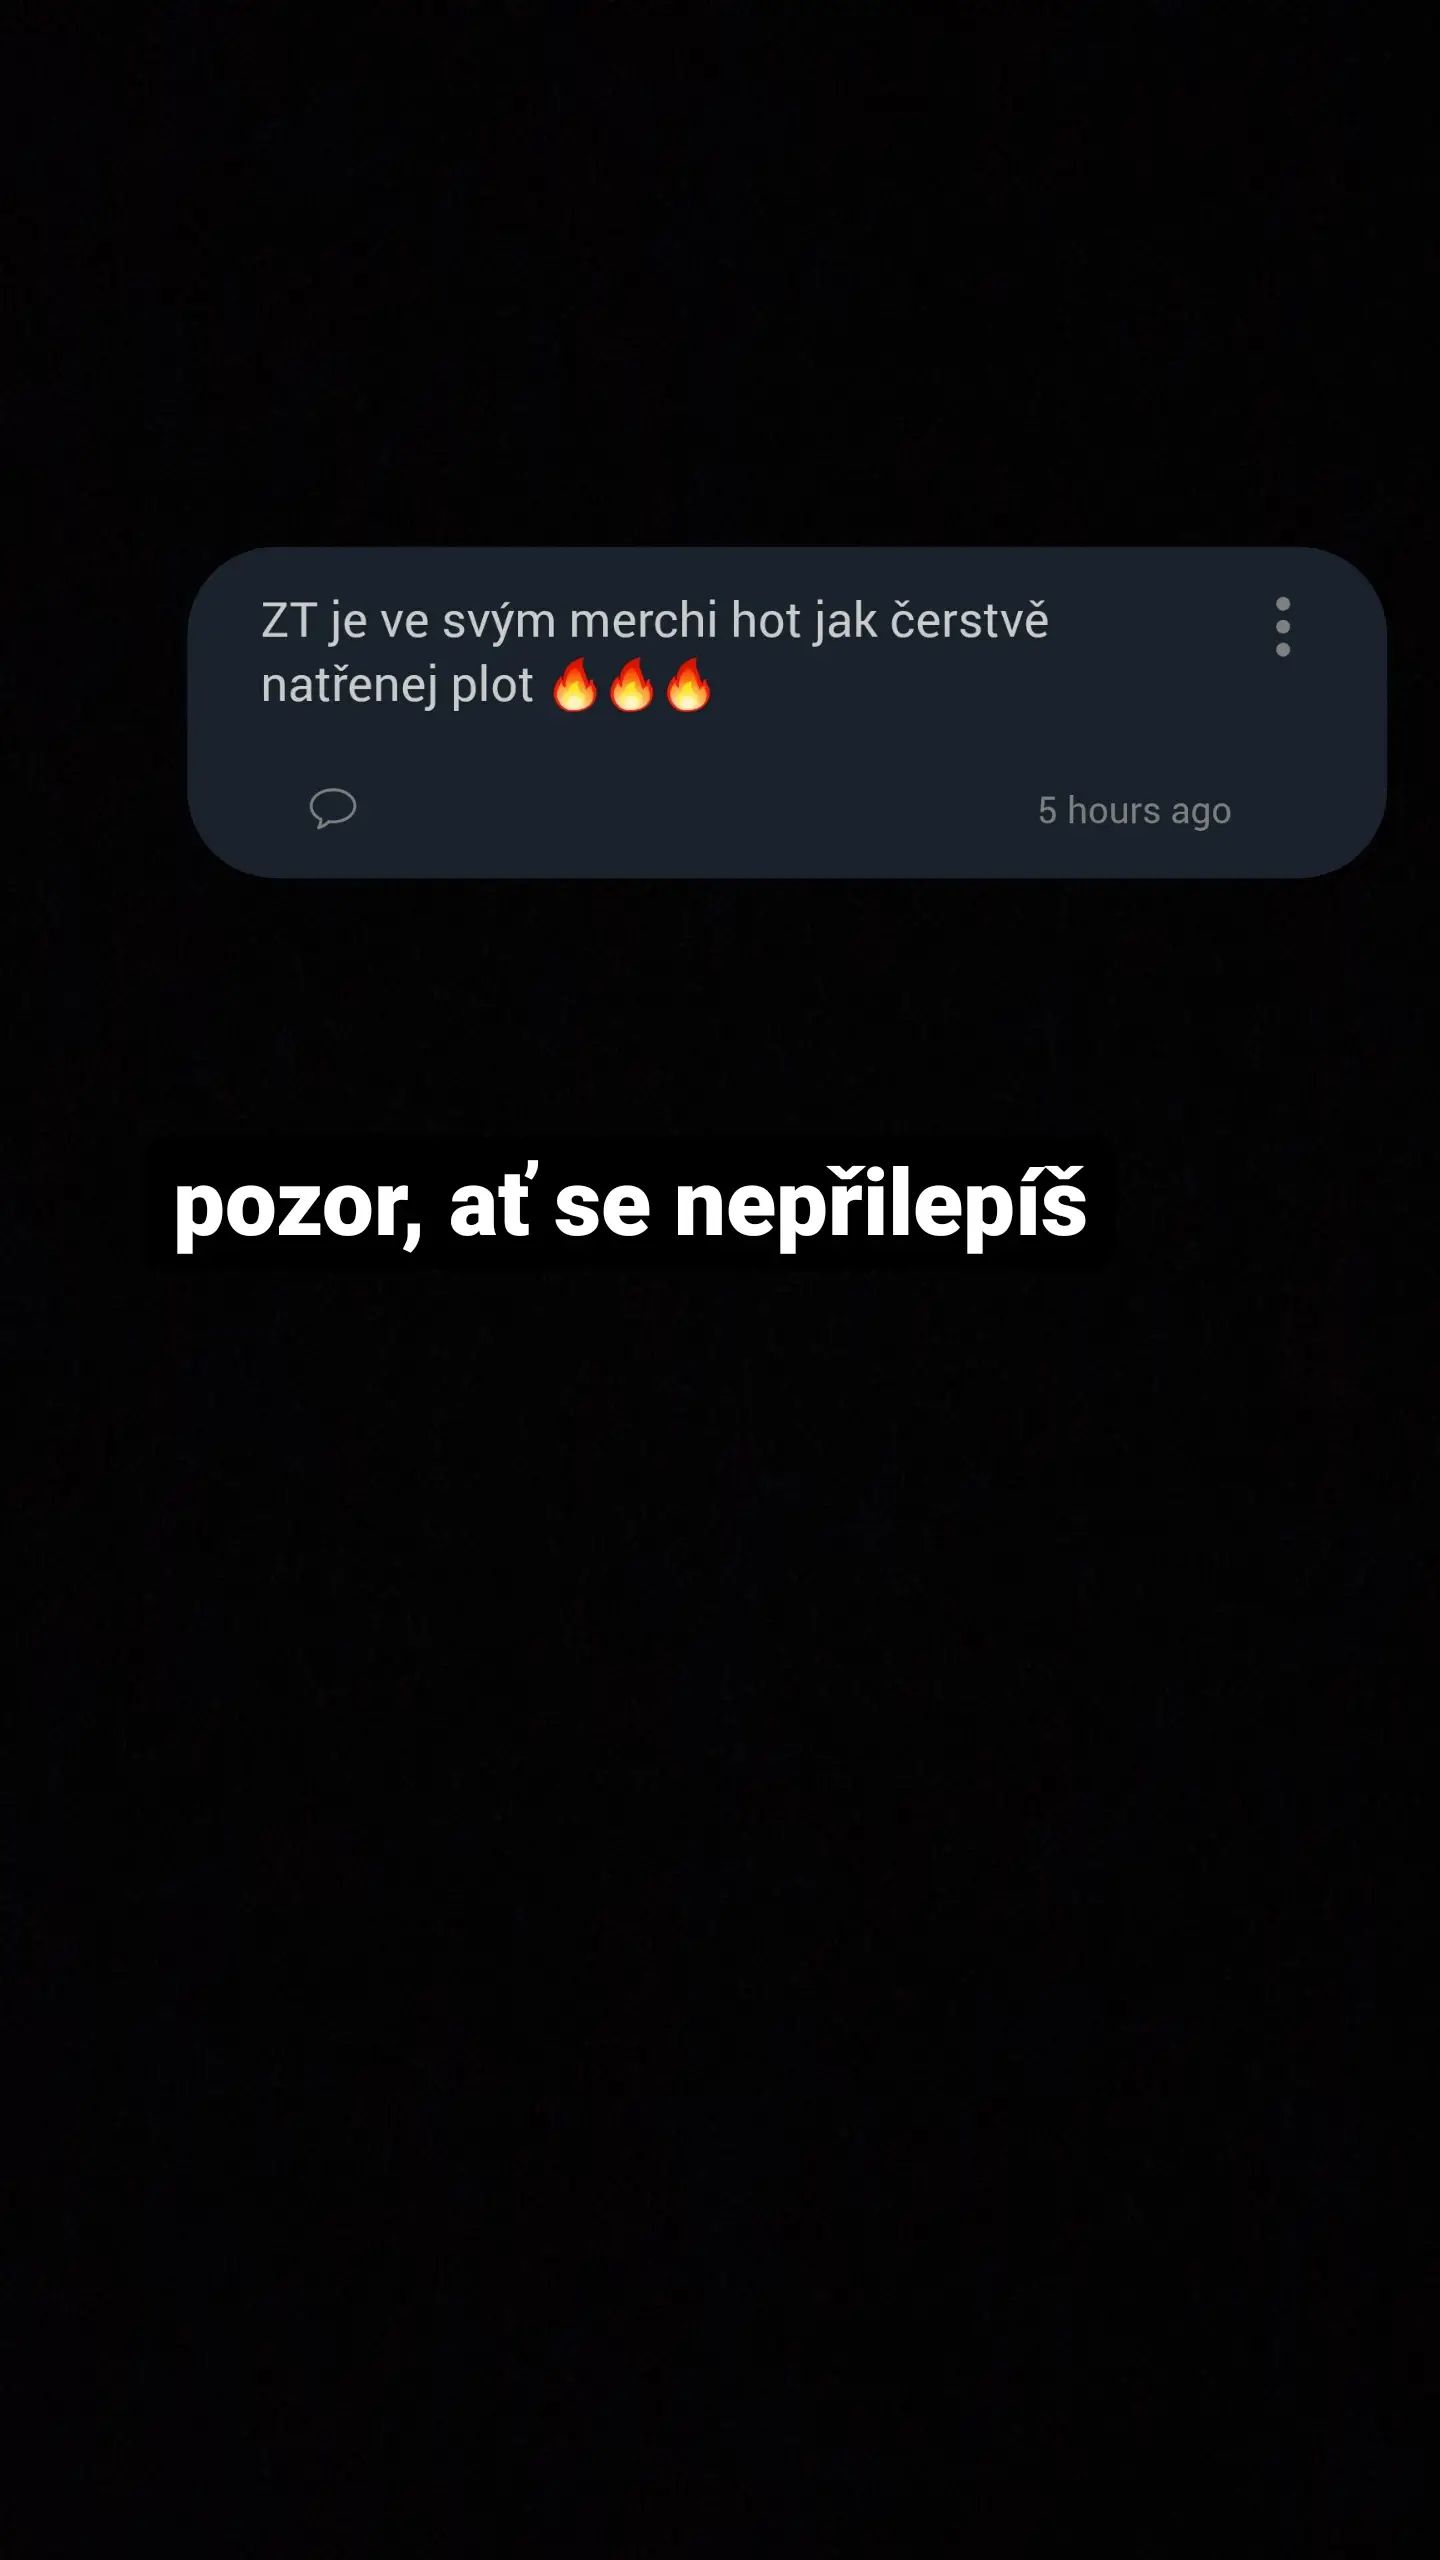 ZT je ve svým merchi hot jak čerstvě
natřenej plot 🔥🔥🔥
5 hours ago
pozor, ať se nepřilepíš